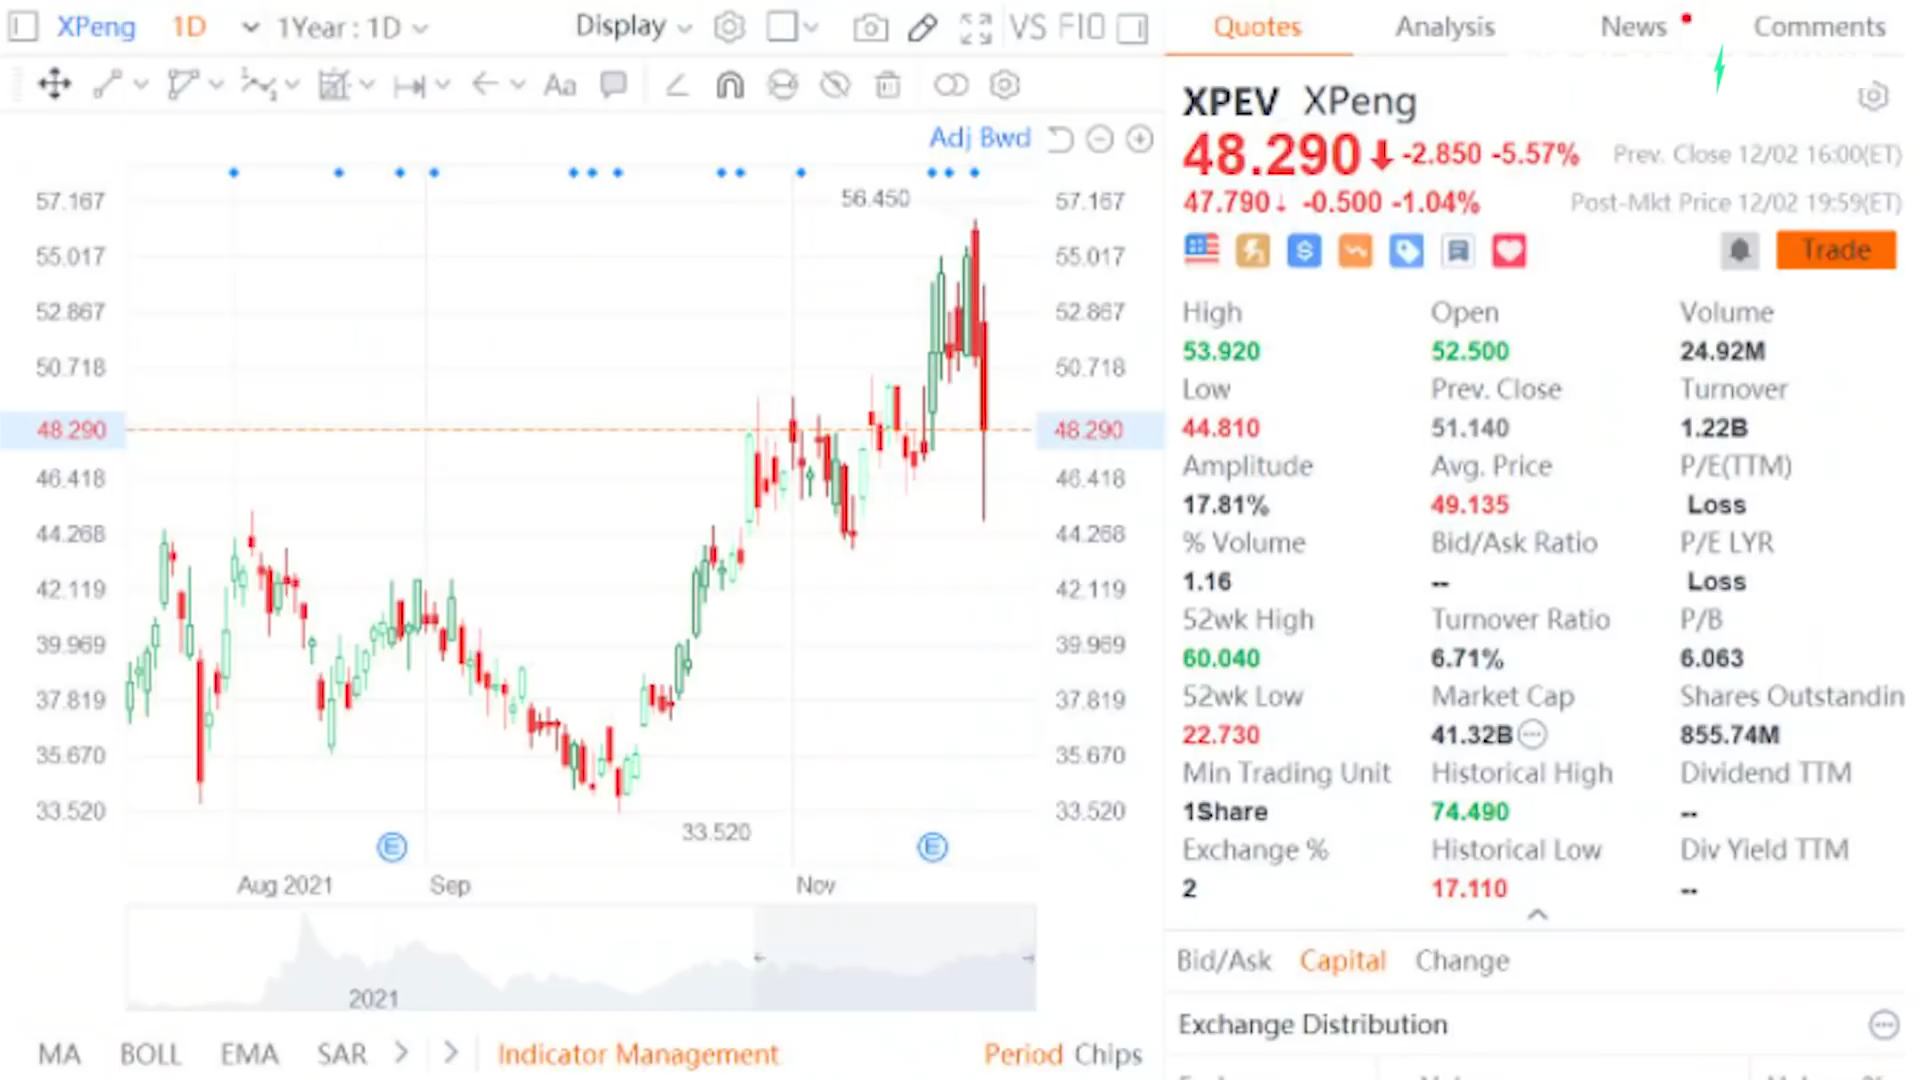 XPeng 1D 1Year : 1D Display VS F10
Aa
Adj Bwd
57.167
55.017
52.867
50.718
48.290
46.418
44.268
42.119
39.969
37.819
35.670
33.520
56.450
33.520
57.167
55.017
52.867
50.718
48.290
46.418
44.268
42.119
39.969
37.819
35.670
33.520
E E
Aug 2021 Sep Nov
2021
MA BOLL EMA SAR Indicator Management Period Chips
Quotes Analysis News Comments
XPEV XPeng
48.290 -2.850 -5.57% Prev. Close 12/02 16:00(ET)
47.790↓ -0.500 -1.04% Post-Mkt Price 12/02 19:59(ET)
Trade
High Open Volume
53.920 52.500 24.92M
Low Prev. Close Turnover
44.810 51.140 1.22B
Amplitude Avg. Price P/E(TTM)
17.81% 49.135 Loss
% Volume Bid/Ask Ratio P/E LYR
1.16 -- Loss
52wk High Turnover Ratio P/B
60.040 6.71% 6.063
52wk Low Market Cap Shares Outstandin
22.730 41.32B 855.74M
Min Trading Unit Historical High Dividend TTM
1Share 74.490 --
Exchange % Historical Low Div Yield TTM
2 17.110 --
Bid/Ask Capital Change
Exchange Distribution